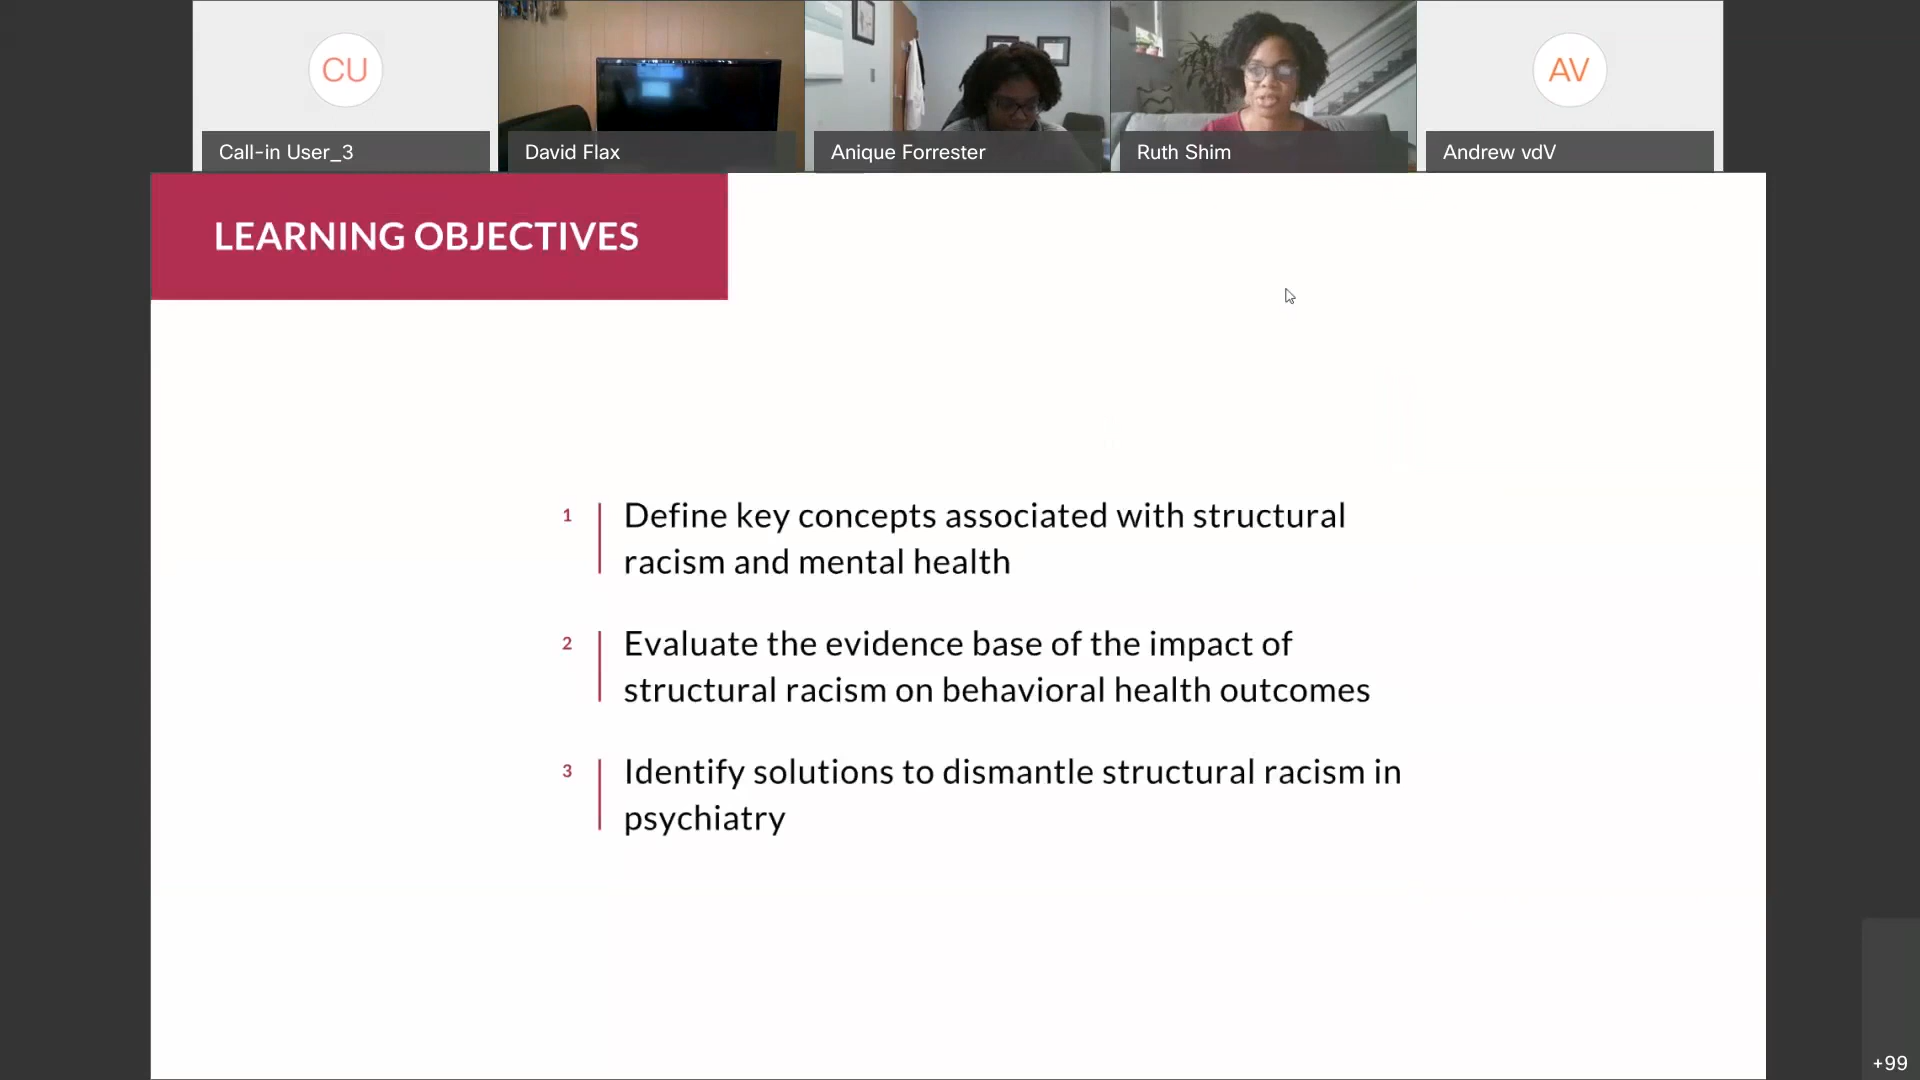 CU
AV
Call-in User_3
David Flax
Anique Forrester
Ruth Shim
Andrew vdV
LEARNING OBJECTIVES
1
Define key concepts associated with structural
racism and mental health
2
Evaluate the evidence base of the impact of
structural racism on behavioral health outcomes
3
Identify solutions to dismantle structural racism in
psychiatry
+99